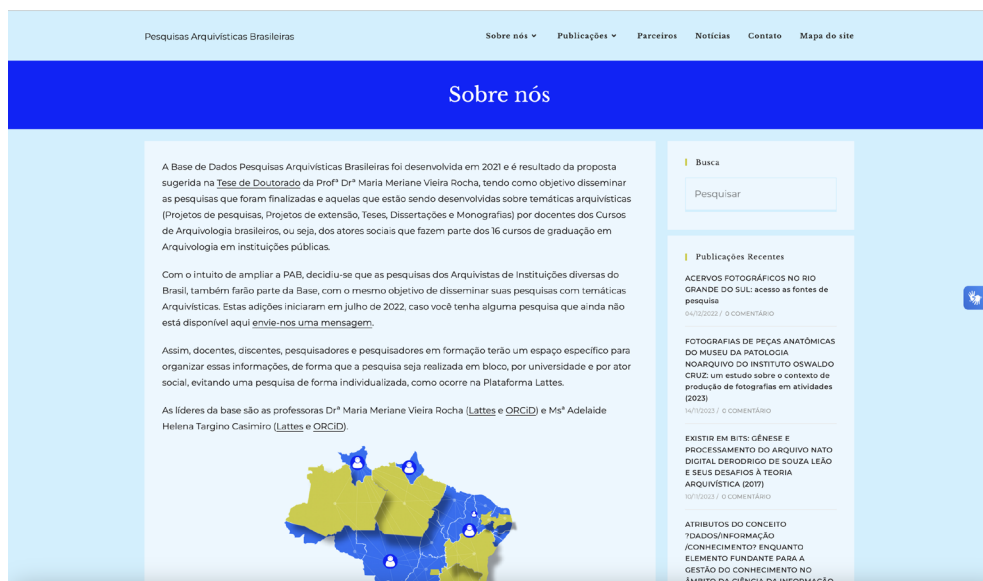 Pesquisas Arquivísticas Brasileiras
Sobre nós
Publicações
Parceiros
Notícias
Contato
Mapa do site
Sobre nós
A Base de Dados Pesquisas Arquivísticas Brasileiras foi desenvolvida em 2021 e é resultado da proposta
sugerida na Tese de Doutorado da Profª Drª Maria Meriane Vieira Rocha, tendo como objetivo disseminar
as pesquisas que foram finalizadas e aquelas que estão sendo desenvolvidas sobre temáticas arquivísticas
(Projetos de pesquisas, Projetos de extensão, Teses, Dissertações e Monografias) por docentes dos Cursos
de Arquivologia brasileiros, ou seja, dos atores sociais que fazem parte dos 16 cursos de graduação em
Arquivologia em instituições públicas.
Com o intuito de ampliar a PAB, decidiu-se que as pesquisas dos Arquivistas de Instituições diversas do
Brasil, também farão parte da Base, com o mesmo objetivo de disseminar suas pesquisas com temáticas
Arquivísticas. Estas adições iniciaram em julho de 2022, caso você tenha alguma pesquisa que ainda não
está disponível aqui envie-nos uma mensagem.
Assim, docentes, discentes, pesquisadores e pesquisadores em formação terão um espaço específico para
organizar essas informações, de forma que a pesquisa seja realizada em bloco, por universidade e por ator
social, evitando uma pesquisa de forma individualizada, como ocorre na Plataforma Lattes.
As líderes da base são as professoras Drª Maria Meriane Vieira Rocha (Lattes e ORCiD) e Msª Adelaide
Helena Targino Casimiro (Lattes e ORCiD).
Busca
Pesquisar
Publicações Recentes
ACERVOS FOTOGRÁFICOS NO RIO
GRANDE DO SUL: acesso as fontes de
pesquisa
04/12/2022 / 0 COMENTÁRIO
FOTOGRAFIAS DE PEÇAS ANATÔMICAS
DO MUSEU DA PATOLOGIA
NOARQUIVO DO INSTITUTO OSWALDO
CRUZ: um estudo sobre o contexto de
produção de fotografias em atividades
(2023)
14/11/2023 / 0 COMENTÁRIO
EXISTIR EM BITS: GÊNESE E
PROCESSAMENTO DO ARQUIVO NATO
DIGITAL DERODRIGO DE SOUZA LEÃO
E SEUS DESAFIOS À TEORIA
ARQUIVÍSTICA (2017)
10/11/2023 / 0 COMENTÁRIO
ATRIBUTOS DO CONCEITO
?DADOS/INFORMAÇÃO
/CONHECIMENTO? ENQUANTO
ELEMENTO FUNDANTE PARA A
GESTÃO DO CONHECIMENTO NO
ÂMBITO DA CIÊNCIA DA INFORMAÇÃO